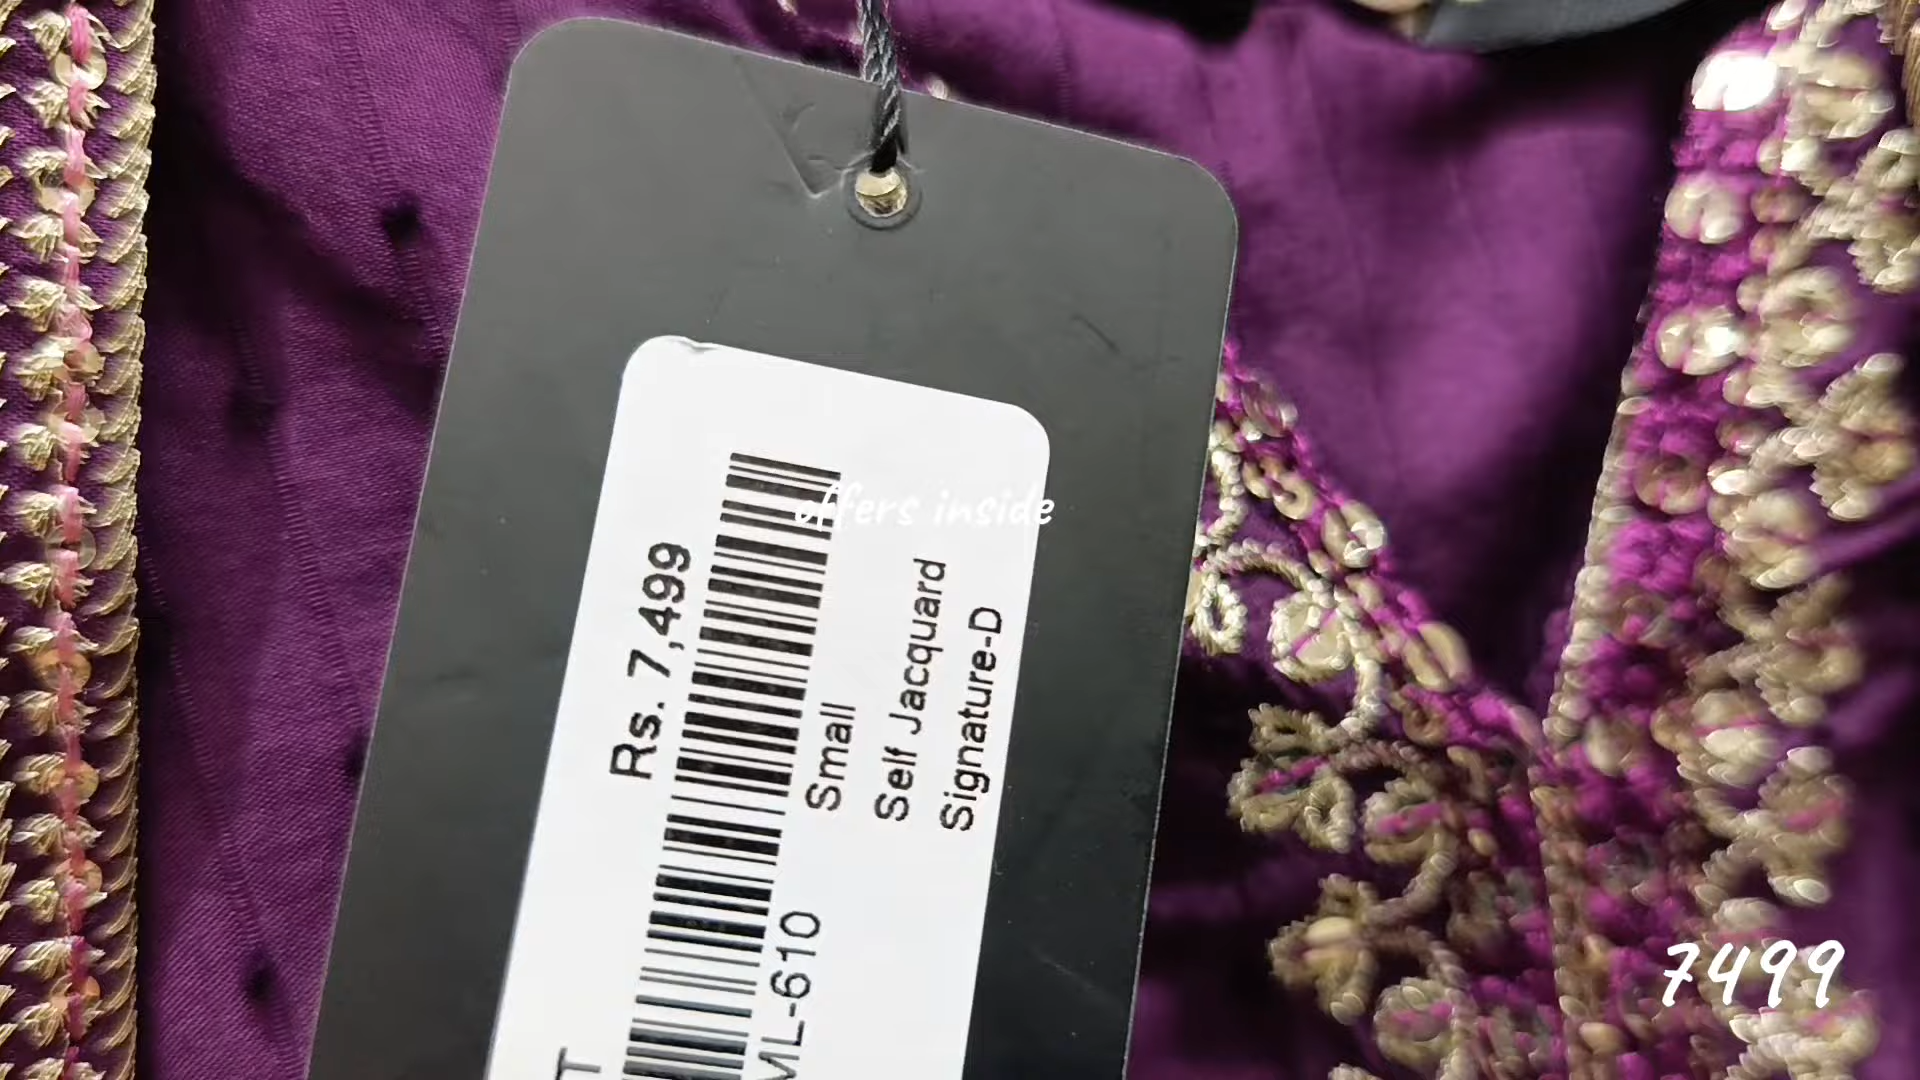 Rs. 7,499
ML-610
Small
Self Jacquard
Signature-D
offers inside
7499